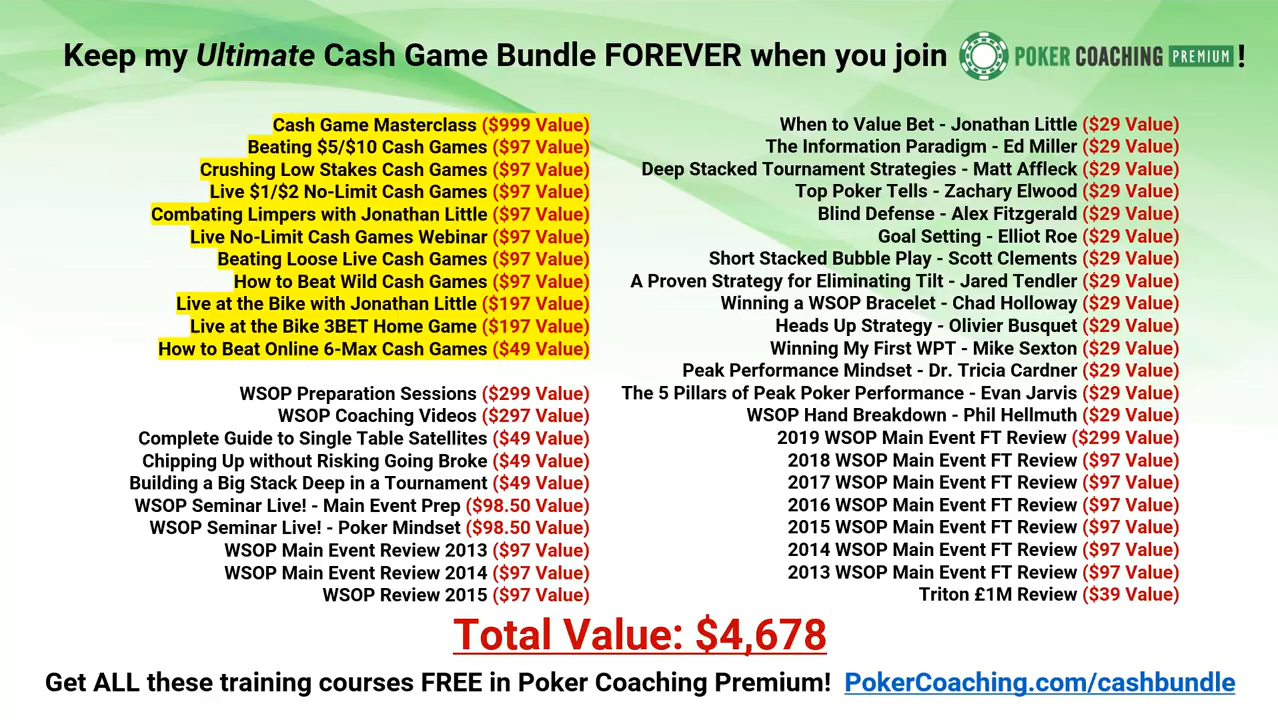 Keep my Ultimate Cash Game Bundle FOREVER when you join POKER COACHING PREMIUM !
Cash Game Masterclass ($999 Value)
Beating $5/$10 Cash Games ($97 Value)
Crushing Low Stakes Cash Games ($97 Value)
Live $1/$2 No-Limit Cash Games ($97 Value)
Combating Limpers with Jonathan Little ($97 Value)
Live No-Limit Cash Games Webinar ($97 Value)
Beating Loose Live Cash Games ($97 Value)
How to Beat Wild Cash Games ($97 Value)
Live at the Bike with Jonathan Little ($197 Value)
Live at the Bike 3BET Home Game ($197 Value)
How to Beat Online 6-Max Cash Games ($49 Value)
WSOP Preparation Sessions ($299 Value)
WSOP Coaching Videos ($297 Value)
Complete Guide to Single Table Satellites ($49 Value)
Chipping Up without Risking Going Broke ($49 Value)
Building a Big Stack Deep in a Tournament ($49 Value)
WSOP Seminar Live! - Main Event Prep ($98.50 Value)
WSOP Seminar Live! - Poker Mindset ($98.50 Value)
WSOP Main Event Review 2013 ($97 Value)
WSOP Main Event Review 2014 ($97 Value)
WSOP Review 2015 ($97 Value)
When to Value Bet - Jonathan Little ($29 Value)
The Information Paradigm - Ed Miller ($29 Value)
Deep Stacked Tournament Strategies - Matt Affleck ($29 Value)
Top Poker Tells - Zachary Elwood ($29 Value)
Blind Defense - Alex Fitzgerald ($29 Value)
Goal Setting - Elliot Roe ($29 Value)
Short Stacked Bubble Play - Scott Clements ($29 Value)
A Proven Strategy for Eliminating Tilt - Jared Tendler ($29 Value)
Winning a WSOP Bracelet - Chad Holloway ($29 Value)
Heads Up Strategy - Olivier Busquet ($29 Value)
Winning My First WPT - Mike Sexton ($29 Value)
Peak Performance Mindset - Dr. Tricia Cardner ($29 Value)
The 5 Pillars of Peak Poker Performance - Evan Jarvis ($29 Value)
WSOP Hand Breakdown - Phil Hellmuth ($29 Value)
2019 WSOP Main Event FT Review ($299 Value)
2018 WSOP Main Event FT Review ($97 Value)
2017 WSOP Main Event FT Review ($97 Value)
2016 WSOP Main Event FT Review ($97 Value)
2015 WSOP Main Event FT Review ($97 Value)
2014 WSOP Main Event FT Review ($97 Value)
2013 WSOP Main Event FT Review ($97 Value)
Triton £1M Review ($39 Value)
Total Value: $4,678
Get ALL these training courses FREE in Poker Coaching Premium! PokerCoaching.com/cashbundle